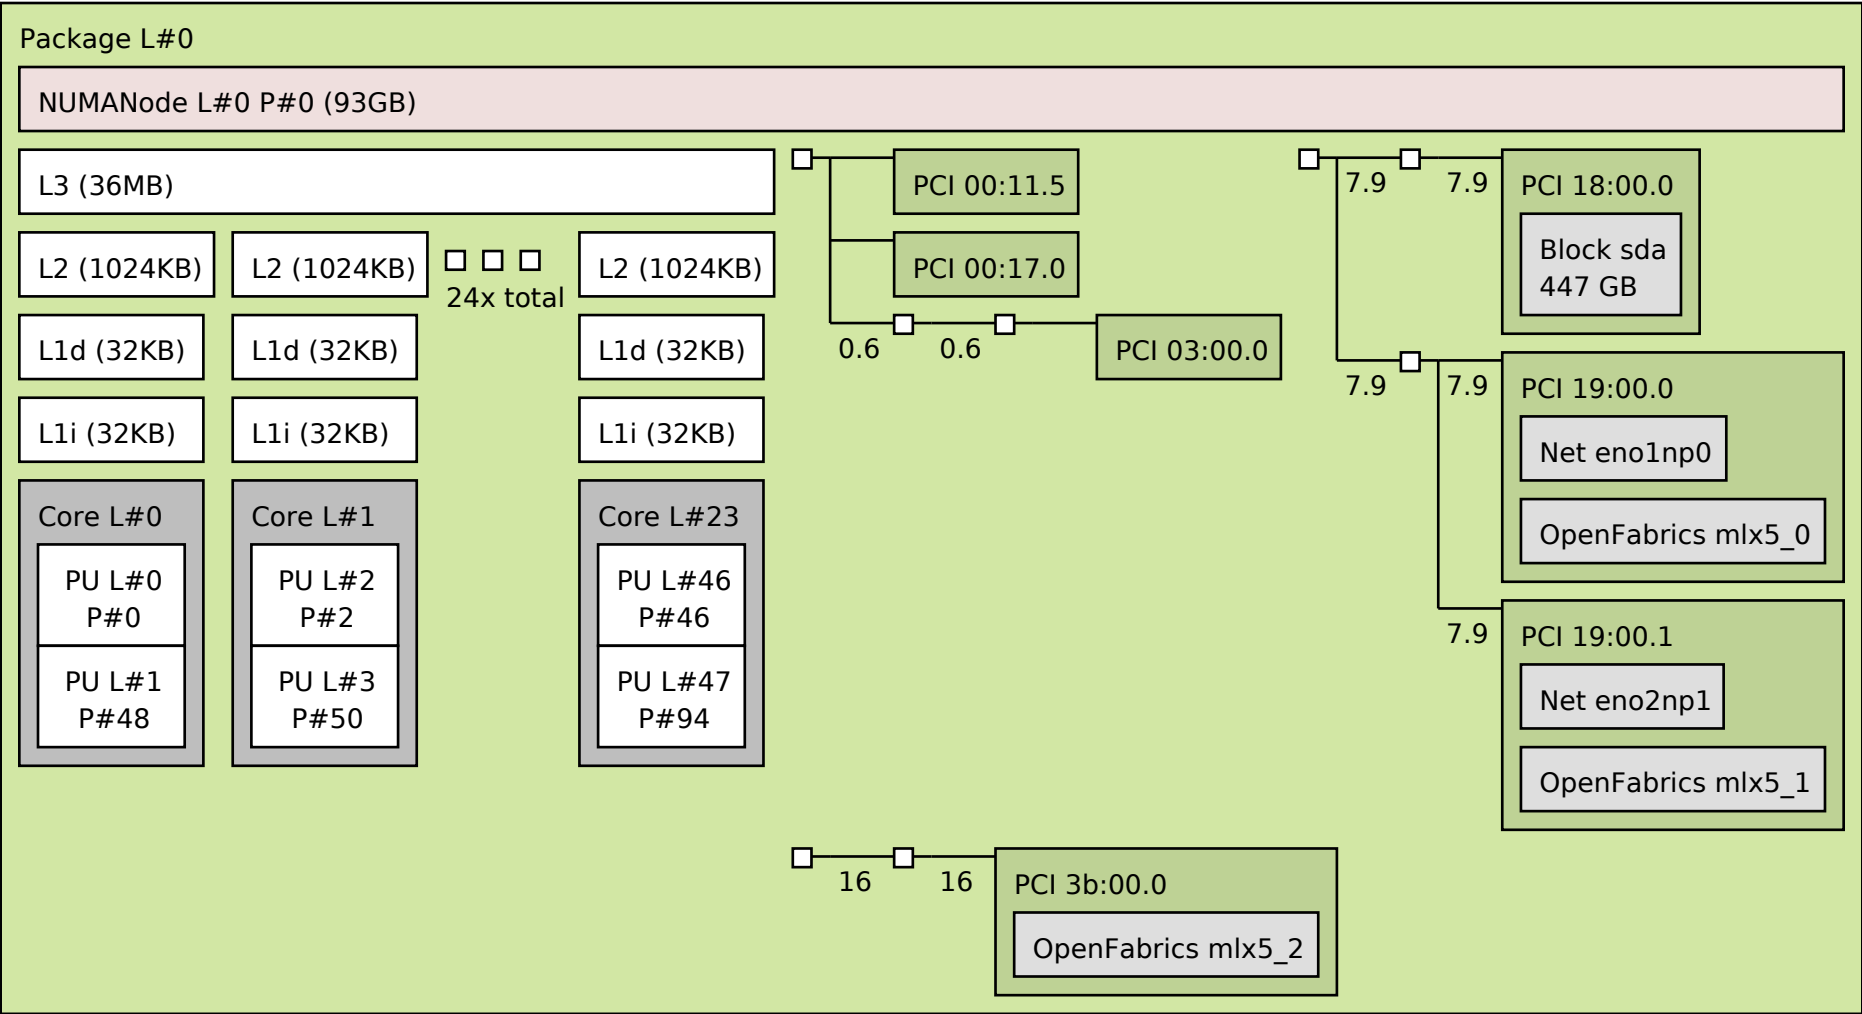 Package L#0
NUMANode L#0 P#0 (93GB)
L3 (36MB)
L2 (1024KB)
L2 (1024KB)
24x total
L2 (1024KB)
L1d (32KB)
L1d (32KB)
L1d (32KB)
L1i (32KB)
L1i (32KB)
L1i (32KB)
Core L#0
PU L#0
P#0
PU L#1
P#48
Core L#1
PU L#2
P#2
PU L#3
P#50
Core L#23
PU L#46
P#46
PU L#47
P#94
PCI 00:11.5
PCI 00:17.0
0.6
0.6
PCI 03:00.0
7.9
7.9
PCI 18:00.0
Block sda
447 GB
7.9
7.9
PCI 19:00.0
Net eno1np0
OpenFabrics mlx5_0
7.9
PCI 19:00.1
Net eno2np1
OpenFabrics mlx5_1
16
16
PCI 3b:00.0
OpenFabrics mlx5_2